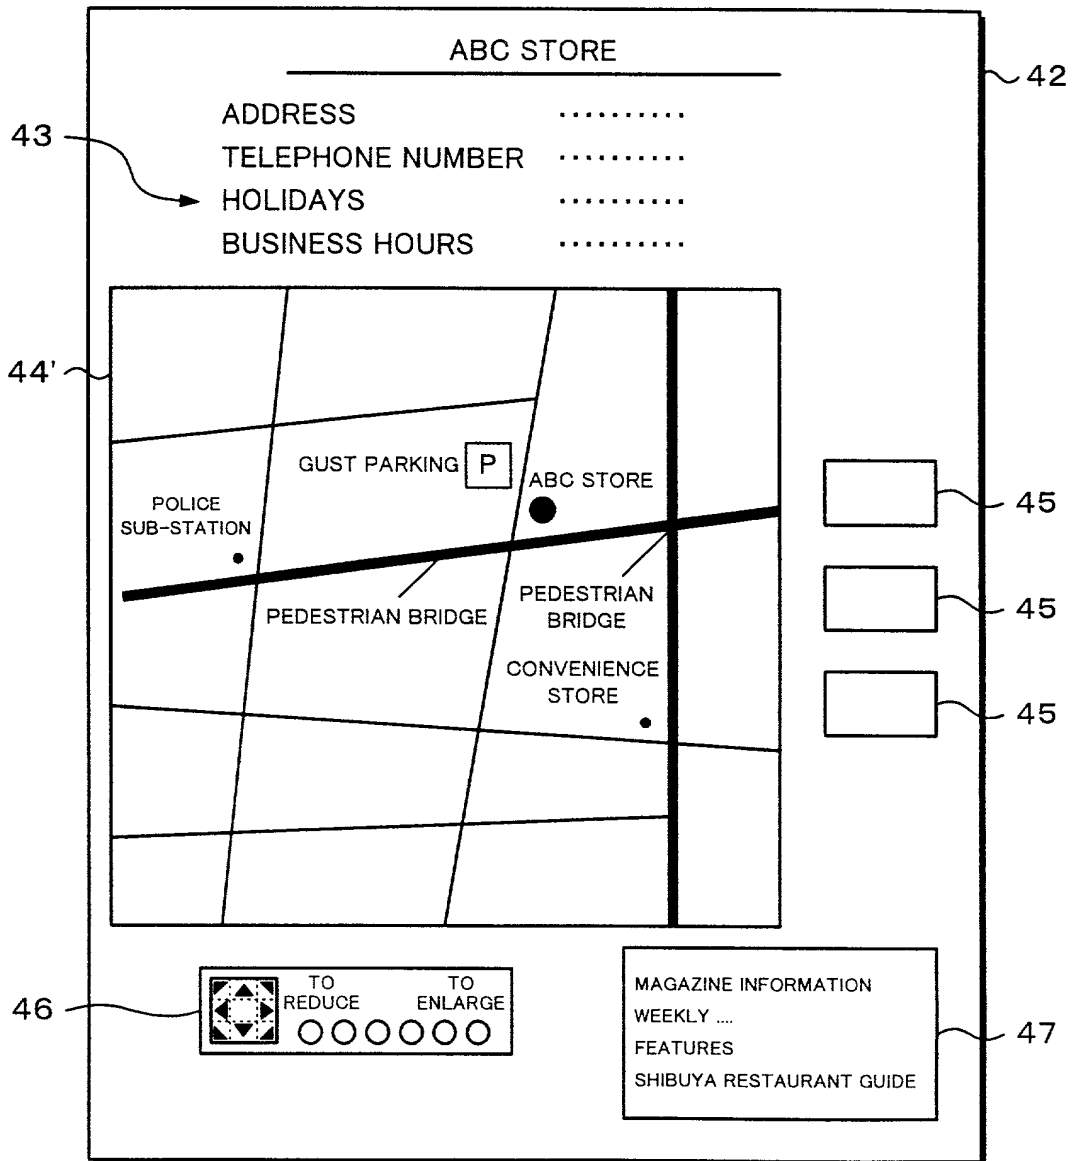 ABC STORE
42
ADDRESS ..........
43
TELEPHONE NUMBER ..........
HOLIDAYS ..........
BUSINESS HOURS ..........
44'
GUST PARKING P
ABC STORE
45
POLICE
SUB-STATION
PEDESTRIAN BRIDGE
PEDESTRIAN
BRIDGE
45
CONVENIENCE
STORE
45
46
TO
REDUCE
TO
ENLARGE
MAGAZINE INFORMATION
WEEKLY ....
FEATURES
SHIBUYA RESTAURANT GUIDE
47